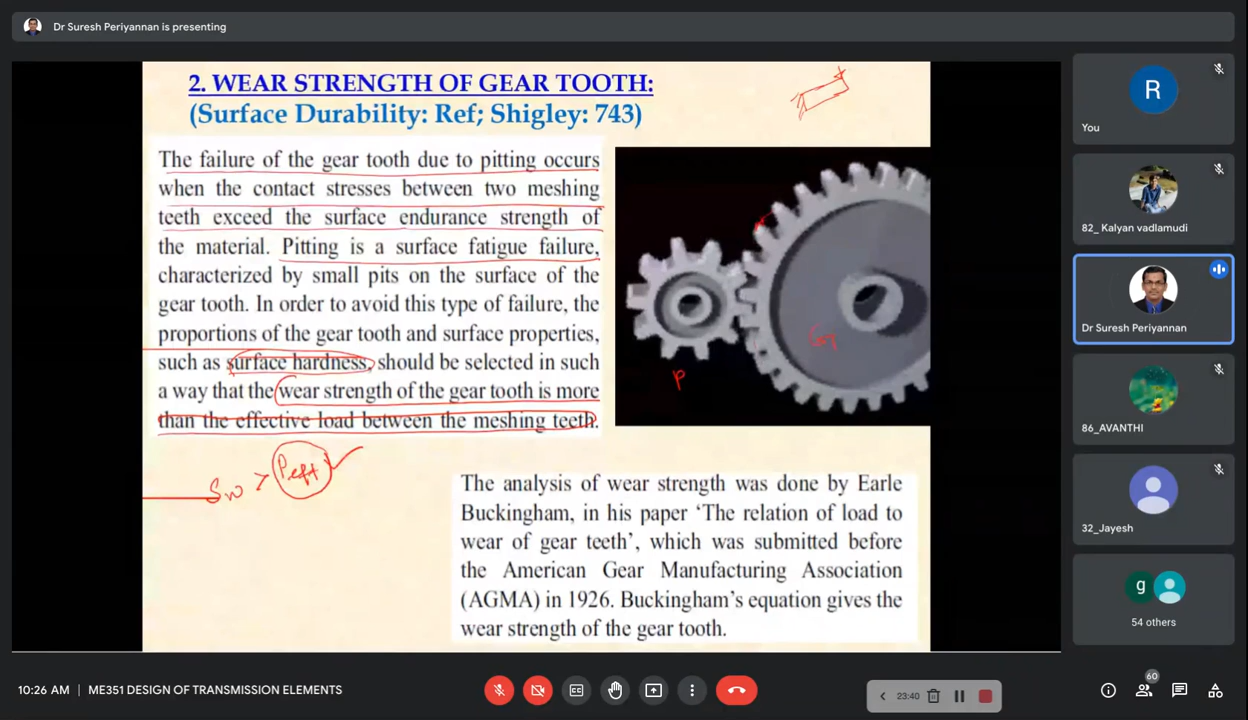 Dr Suresh Periyannan is presenting
2. WEAR STRENGTH OF GEAR TOOTH:
(Surface Durability: Ref; Shigley: 743)
The failure of the gear tooth due to pitting occurs
when the contact stresses between two meshing
teeth exceed the surface endurance strength of
the material. Pitting is a surface fatigue failure,
characterized by small pits on the surface of the
gear tooth. In order to avoid this type of failure, the
proportions of the gear tooth and surface properties,
such as surface hardness, should be selected in such
a way that the wear strength of the gear tooth is more
than the effective load between the meshing teeth.
P
G
Sw > Peff
The analysis of wear strength was done by Earle
Buckingham, in his paper ‘The relation of load to
wear of gear teeth’, which was submitted before
the American Gear Manufacturing Association
(AGMA) in 1926. Buckingham’s equation gives the
wear strength of the gear tooth.
R
You
82_ Kalyan vadlamudi
Dr Suresh Periyannan
86_AVANTHI
32_Jayesh
g
54 others
10:26 AM | ME351 DESIGN OF TRANSMISSION ELEMENTS
CC
23:40
60